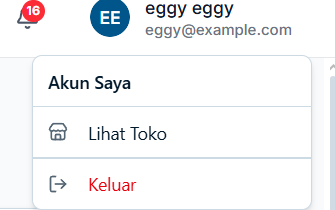 16
EE
eggy eggy
eggy@example.com
Akun Saya
Lihat Toko
Keluar